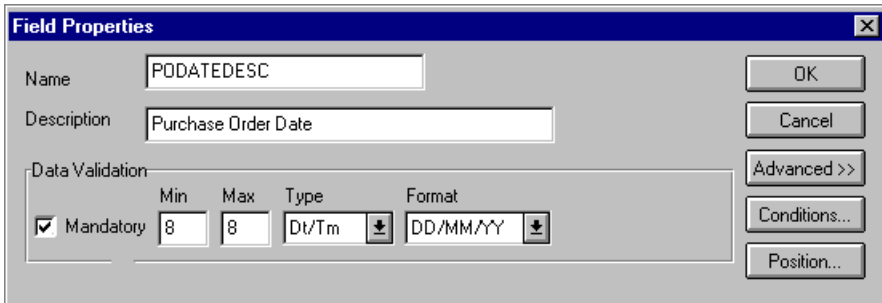 Field Properties
Name PODATEDESC OK
Description Purchase Order Date Cancel
Data Validation Advanced >>
Min Max Type Format
Mandatory 8 8 Dt/Tm DD/MM/YY Conditions...
Position...